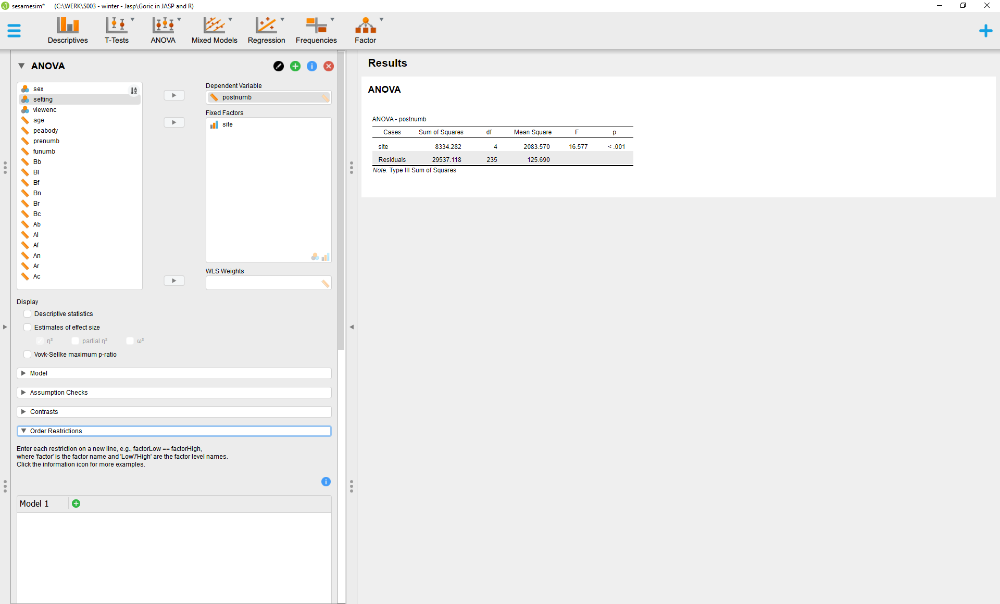 sesamesim* (C:\WERK\S003 - winter - Jasp\Goric in JASP and R)
Descriptives
T-Tests
ANOVA
Mixed Models
Regression
Frequencies
Factor
ANOVA
sex
setting
viewenc
age
peabody
prenumb
funumb
Bb
Bl
Bf
Bn
Br
Bc
Ab
Al
Af
An
Ar
Ac
Dependent Variable
postnumb
Fixed Factors
site
WLS Weights
Display
Descriptive statistics
Estimates of effect size
η² partial η² ω²
Vovk-Sellke maximum p-ratio
Model
Assumption Checks
Contrasts
Order Restrictions
Enter each restriction on a new line, e.g., factorLow == factorHigh,
where 'factor' is the factor name and 'Low'/'High' are the factor level names.
Click the information icon for more examples.
Model 1
Results
ANOVA
ANOVA - postnumb
Cases Sum of Squares df Mean Square F p
site 8334.282 4 2083.570 16.577 < .001
Residuals 29537.118 235 125.690
Note. Type III Sum of Squares